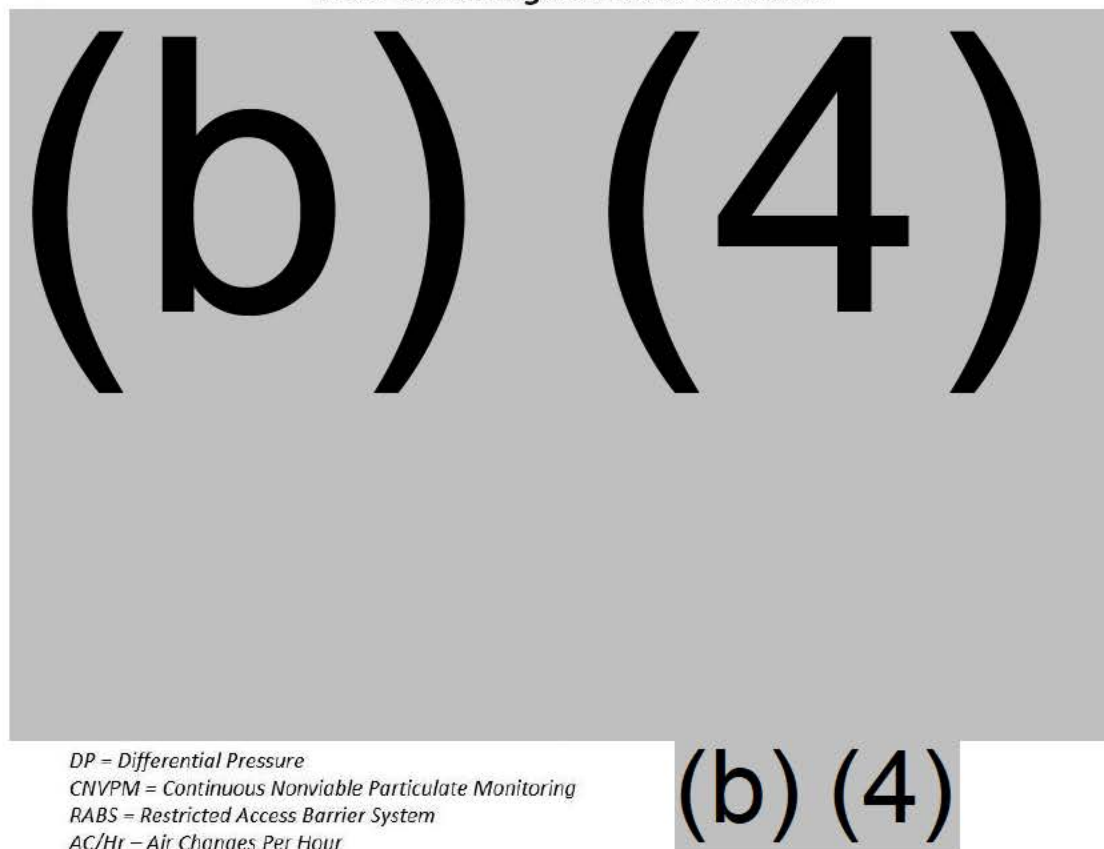 (b) (4)
DP = Differential Pressure
CNVPM = Continuous Nonviable Particulate Monitoring
RABS = Restricted Access Barrier System
AC/Hr – Air Changes Per Hour
(b) (4)